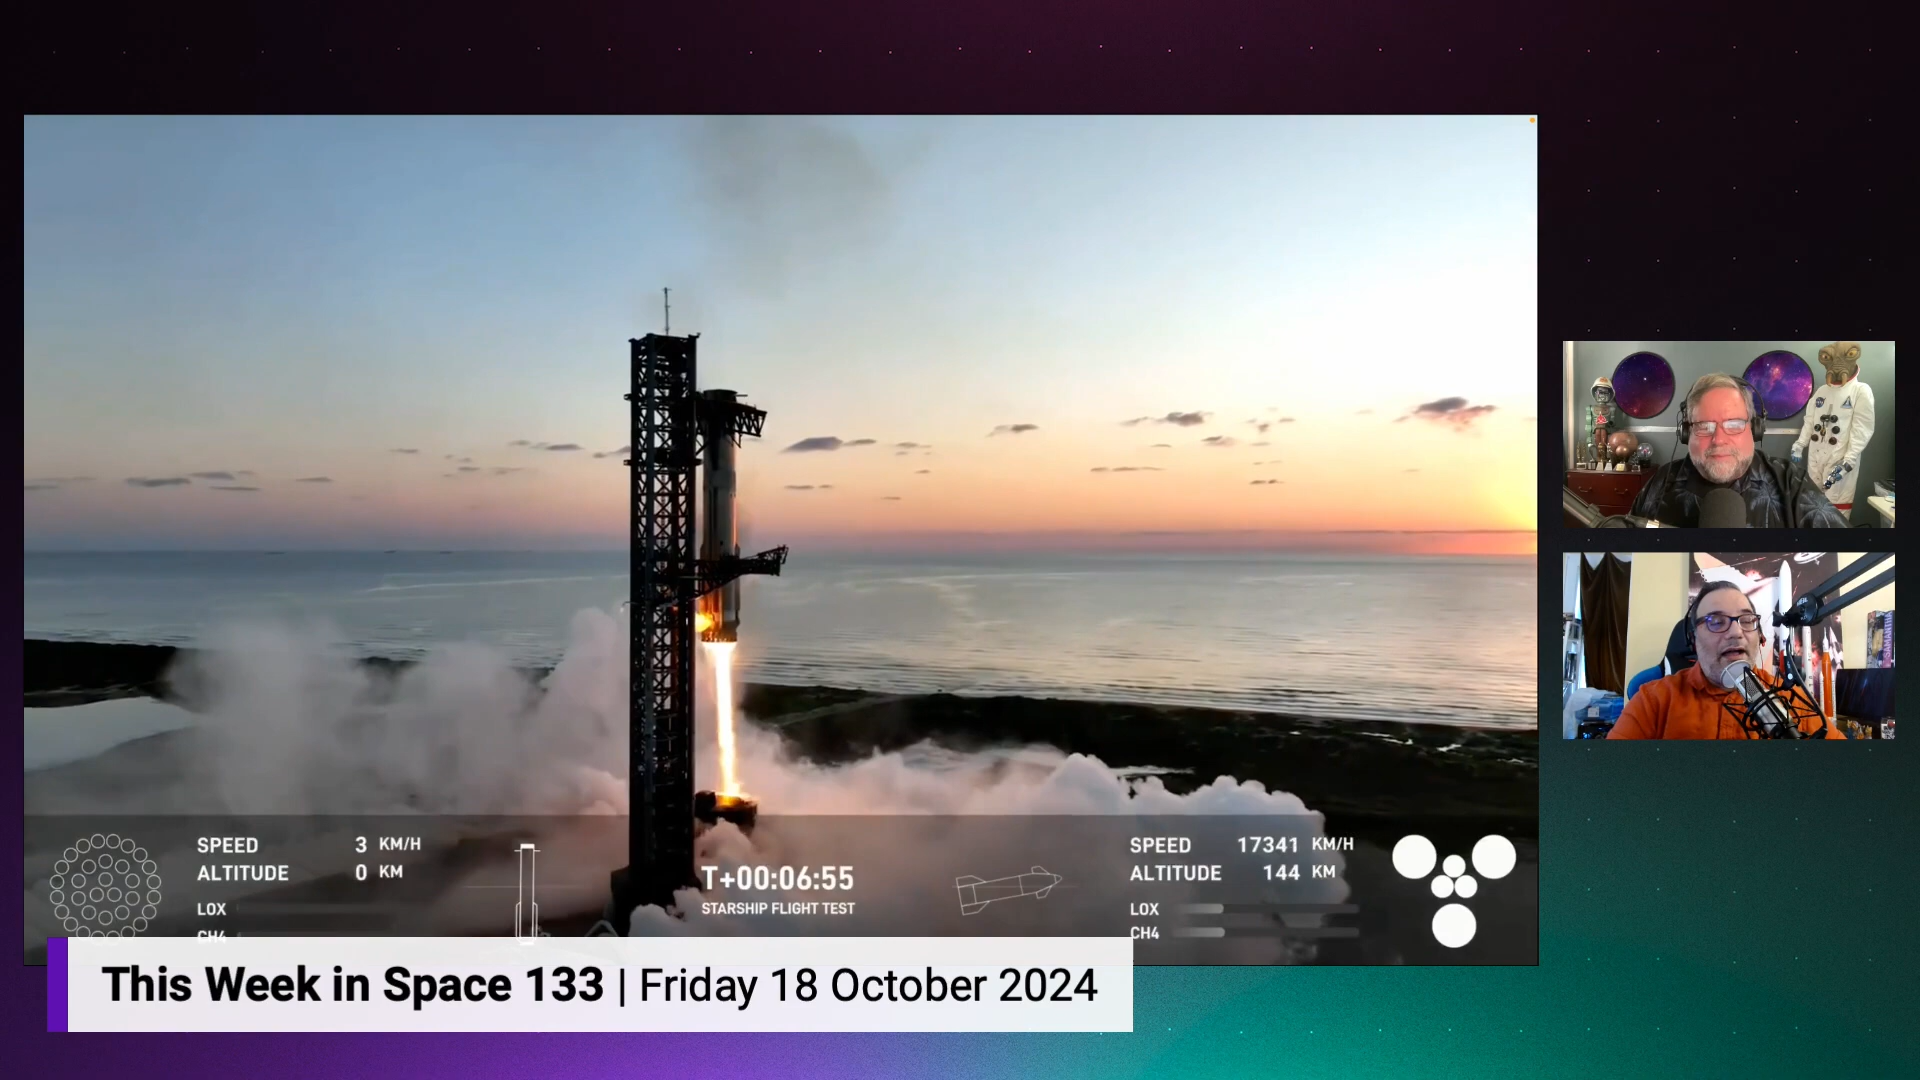 SPEED 3 KM/H
ALTITUDE 0 KM
LOX
CH4
T+00:06:55
STARSHIP FLIGHT TEST
SPEED 17341 KM/H
ALTITUDE 144 KM
LOX
CH4
This Week in Space 133 | Friday 18 October 2024
SAMANTHA